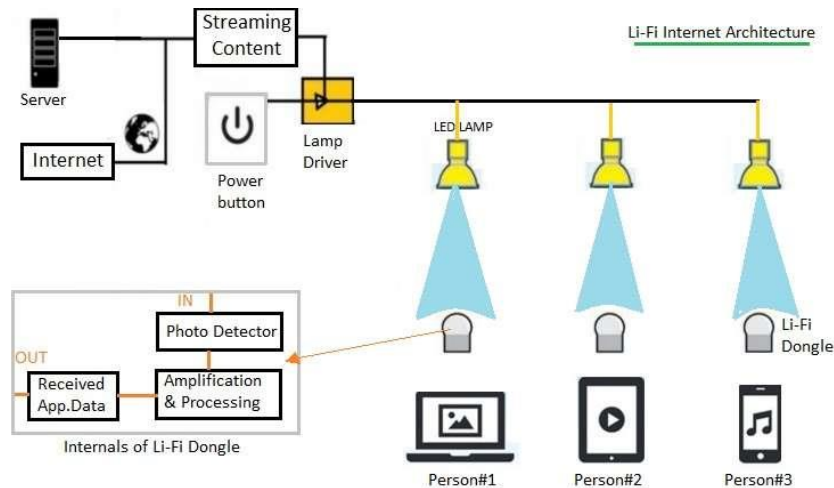 Streaming
Content
Li-Fi Internet Architecture
Server
Internet
Power
button
Lamp
Driver
LED LAMP
IN
Photo Detector
OUT
Received
App.Data
Amplification
& Processing
Internals of Li-Fi Dongle
Li-Fi
Dongle
Person#1
Person#2
Person#3